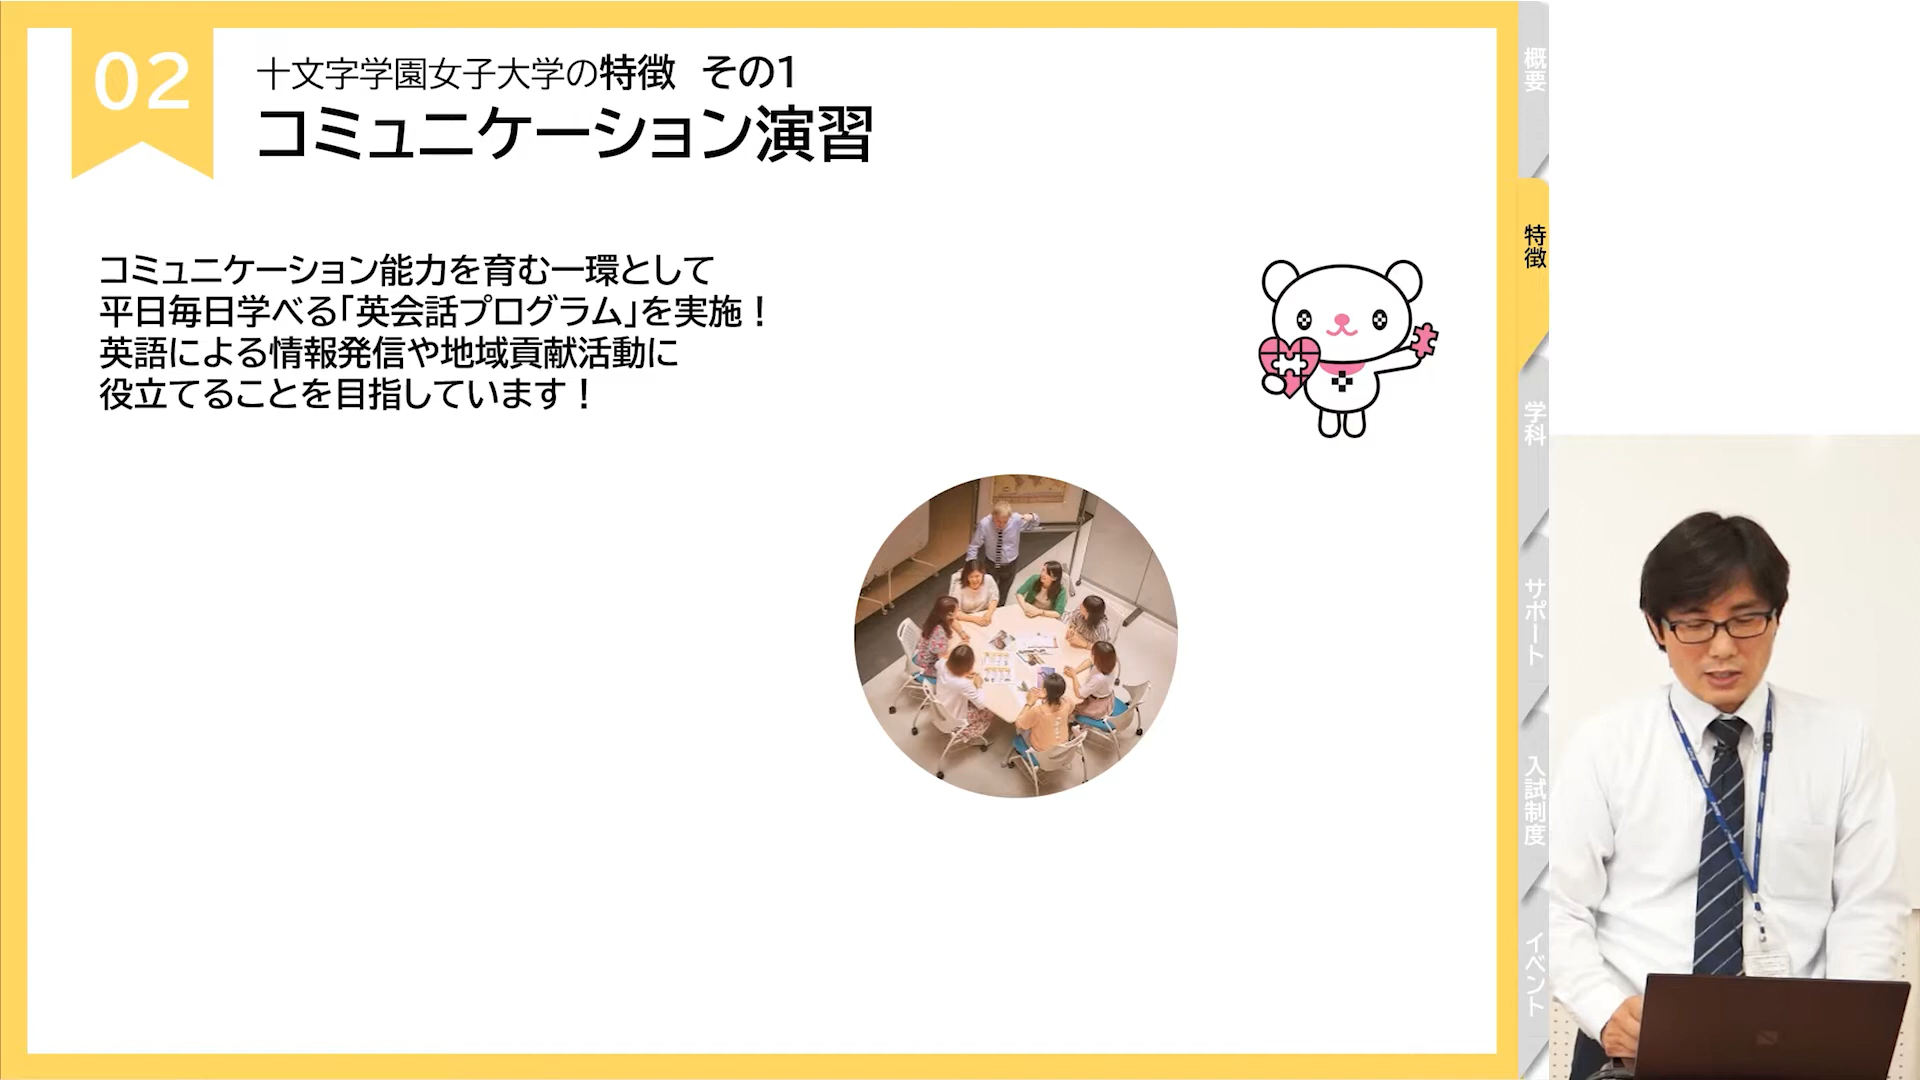 02
十文字学園女子大学の特徴 その1
コミュニケーション演習
コミュニケーション能力を育む一環として
平日毎日学べる「英会話プログラム」を実施！
英語による情報発信や地域貢献活動に
役立てることを目指しています！
概要
特徴
学科
サポート
入試制度
イベント